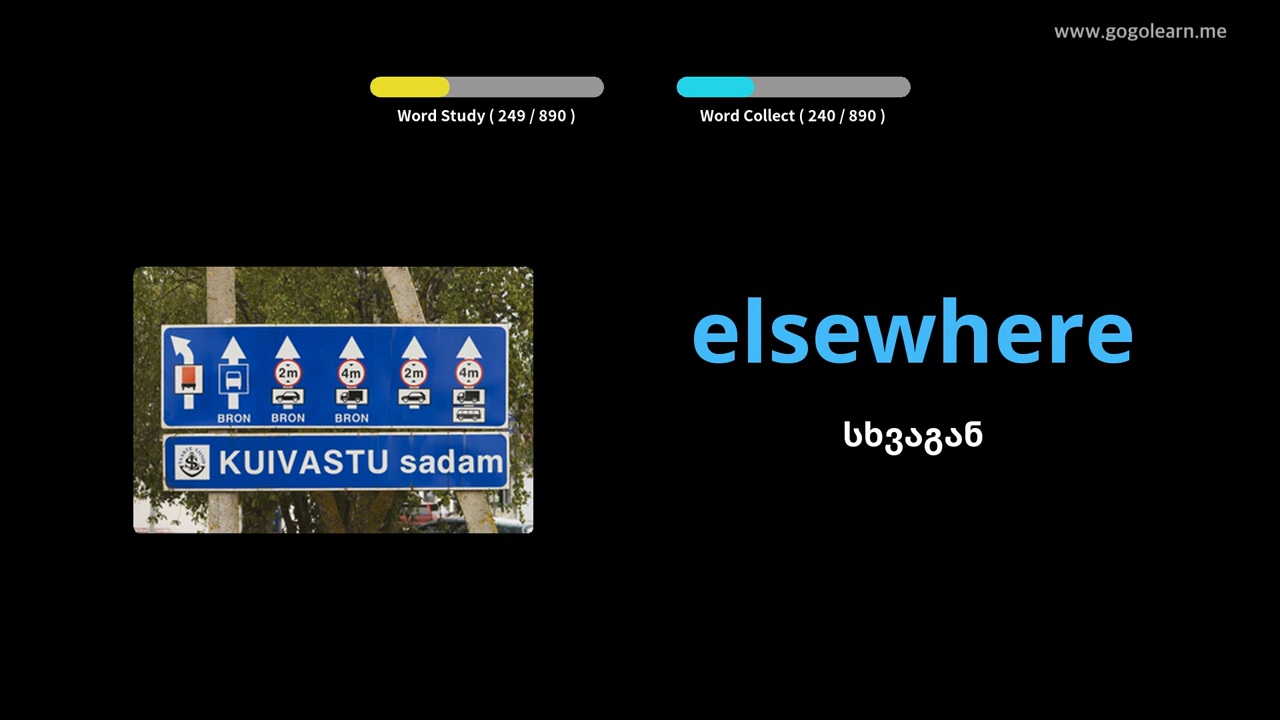 www.gogolearn.me
Word Study ( 249 / 890 )
Word Collect ( 240 / 890 )
2m 4m 2m 4m
BRON BRON BRON
KUIVASTU sadam
elsewhere
სხვაგან